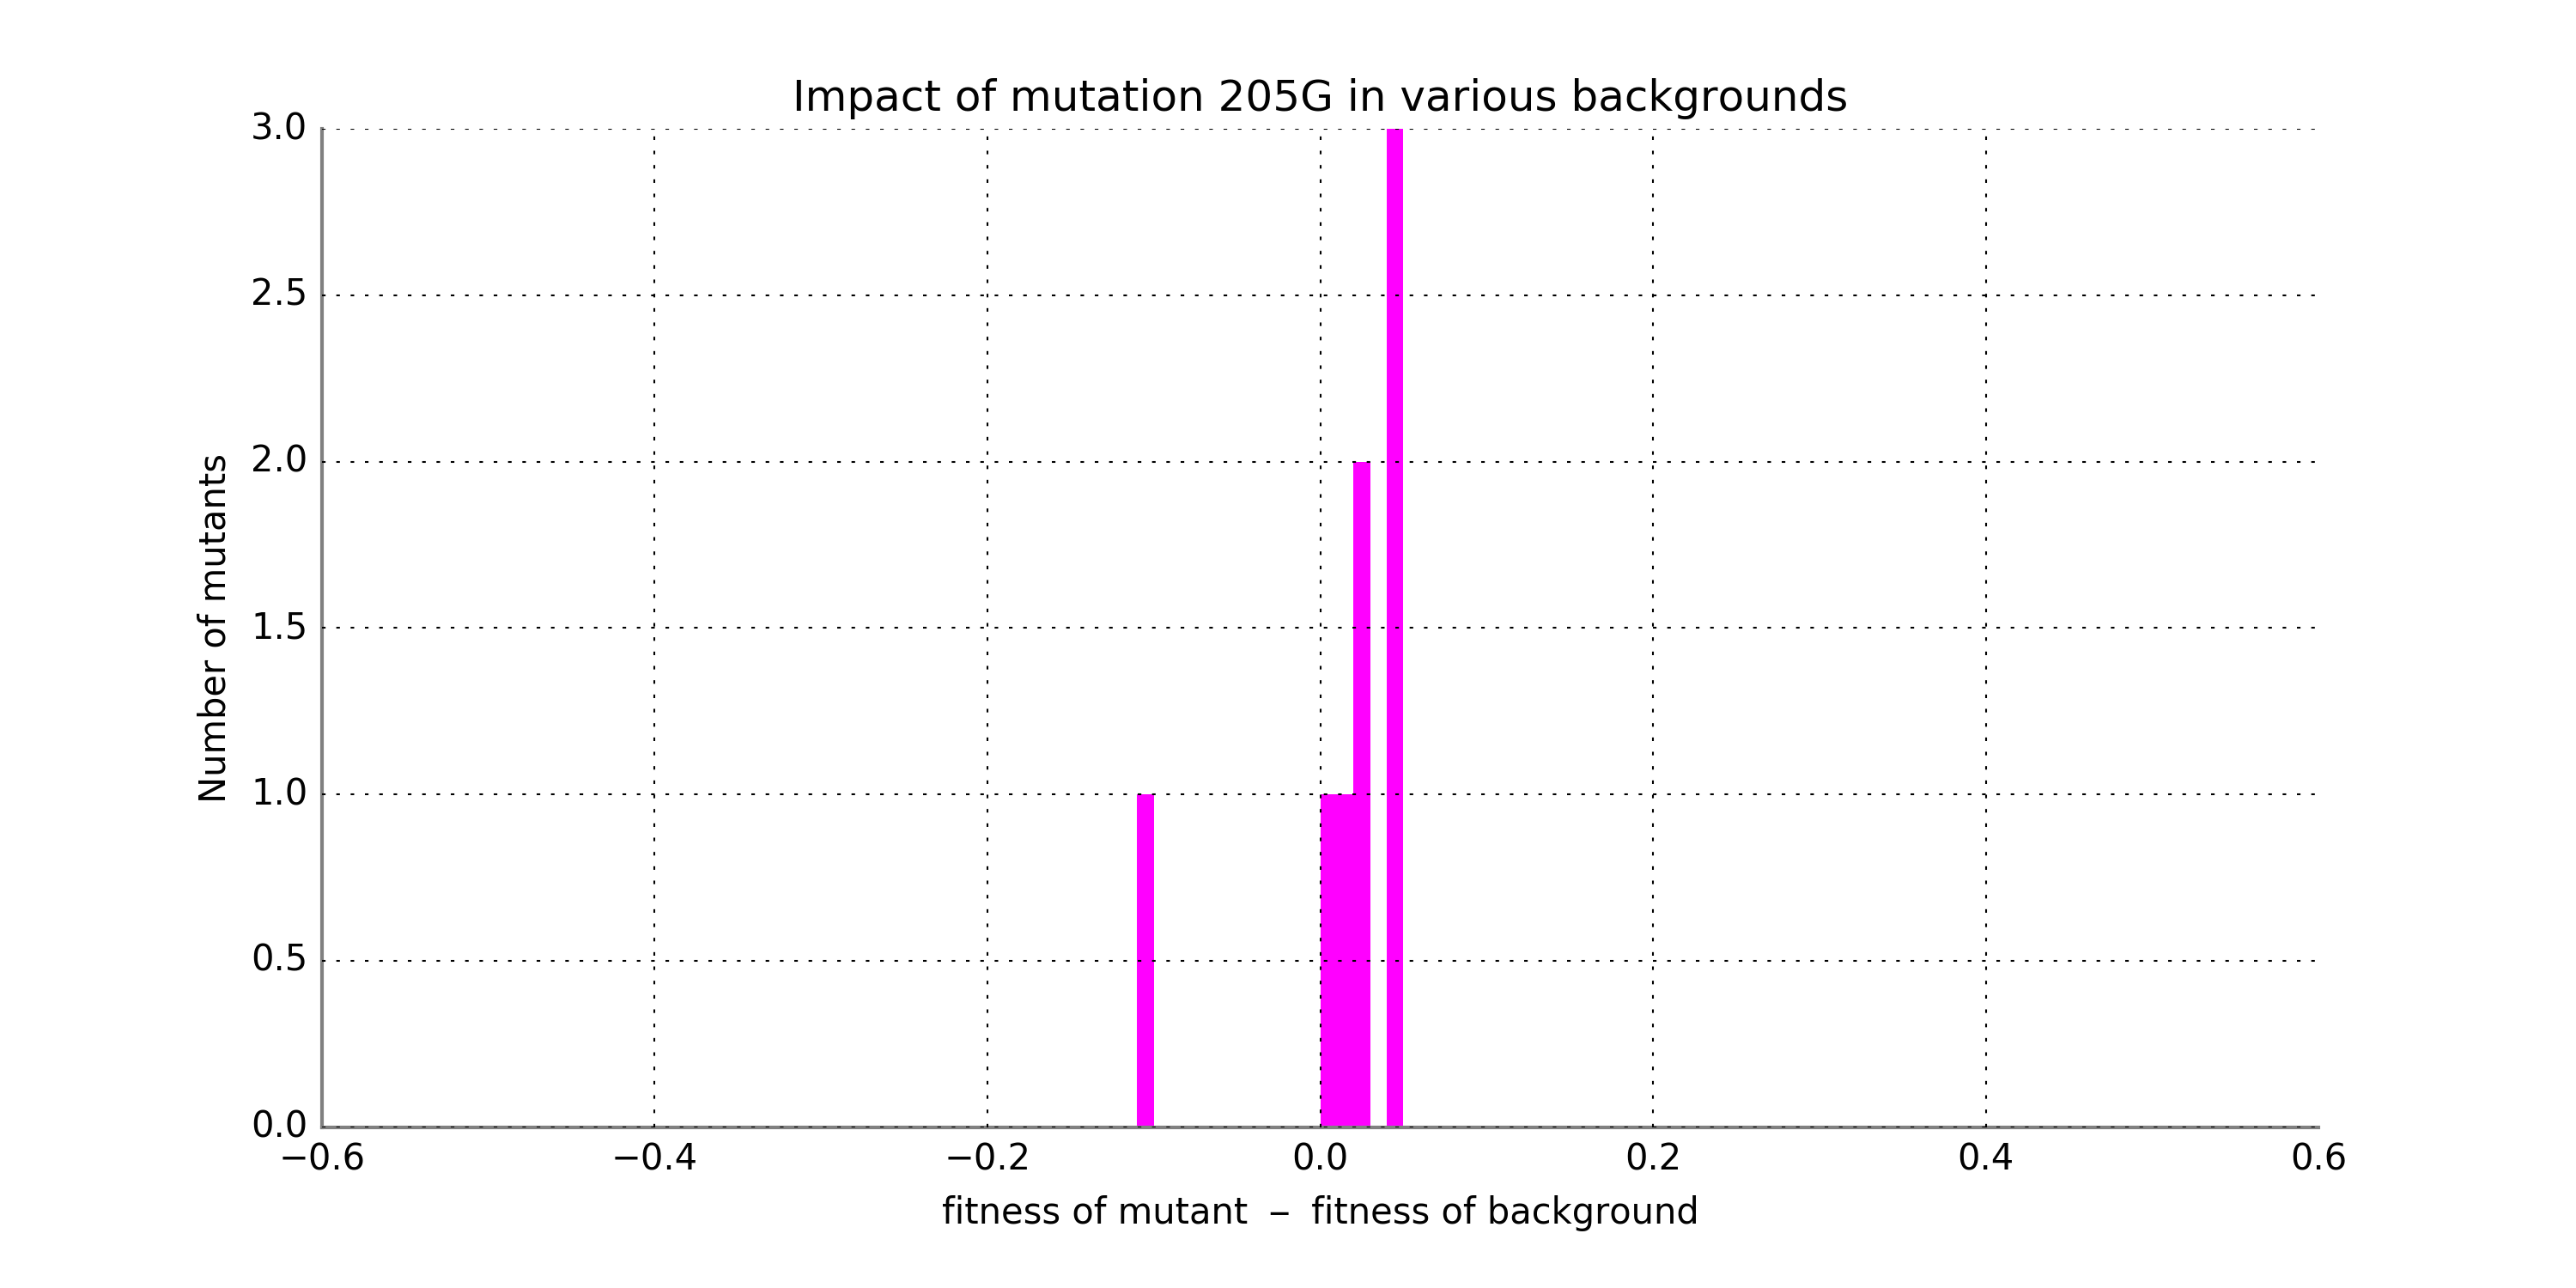 Impact of mutation 205G in various backgrounds
3.0
2.5
2.0
1.5
1.0
0.5
0.0
Number of mutants
−0.6 −0.4 −0.2 0.0 0.2 0.4 0.6
fitness of mutant − fitness of background